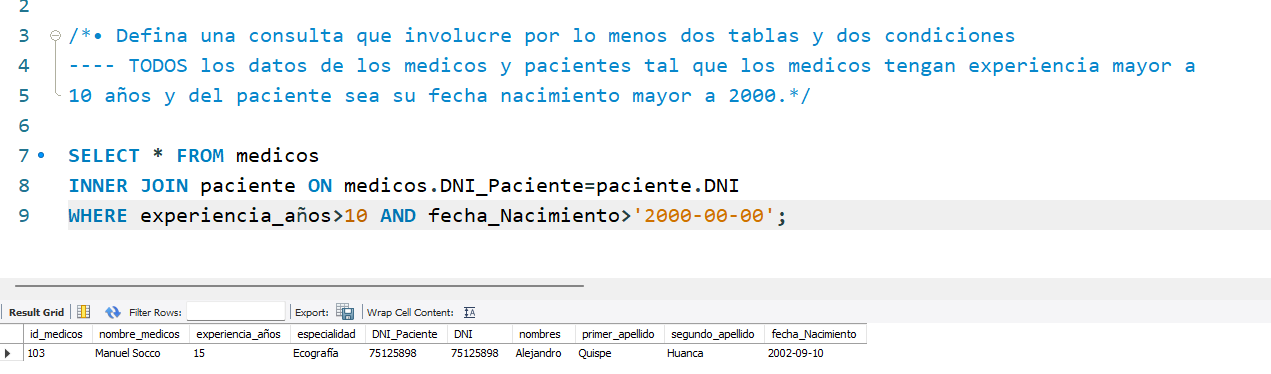 2
3 /*• Defina una consulta que involucre por lo menos dos tablas y dos condiciones
4 ---- TODOS los datos de los medicos y pacientes tal que los medicos tengan experiencia mayor a
5 10 años y del paciente sea su fecha nacimiento mayor a 2000.*/
6
7 • SELECT * FROM medicos
8 INNER JOIN paciente ON medicos.DNI_Paciente=paciente.DNI
9 WHERE experiencia_años>10 AND fecha_Nacimiento>'2000-00-00';
Result Grid Filter Rows: Export: Wrap Cell Content:
id_medicos nombre_medicos experiencia_años especialidad DNI_Paciente DNI nombres primer_apellido segundo_apellido fecha_Nacimiento
103 Manuel Socco 15 Ecografía 75125898 75125898 Alejandro Quispe Huanca 2002-09-10